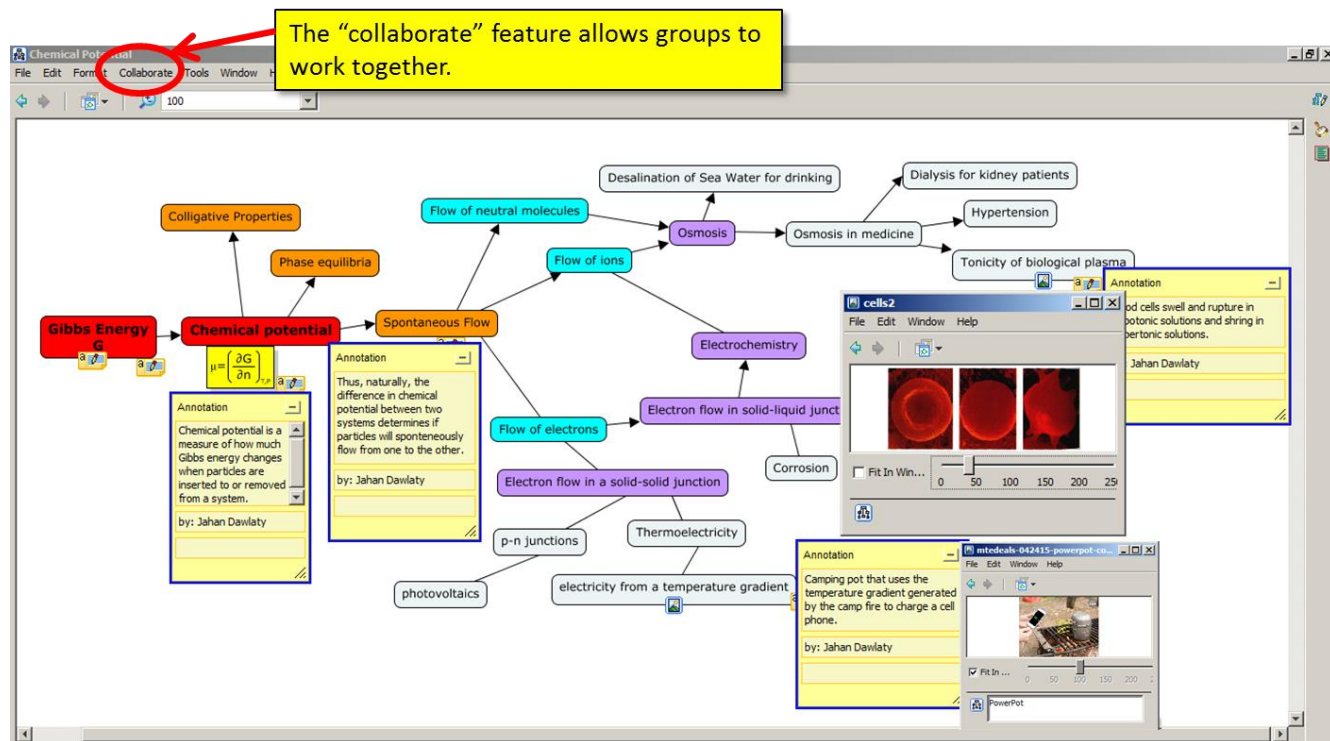 The “collaborate” feature allows groups to
work together.
Chemical Potential
File Edit Format Collaborate Tools Window H
100
Desalination of Sea Water for drinking
Dialysis for kidney patients
Colligative Properties
Flow of neutral molecules
Hypertension
Osmosis
Osmosis in medicine
Phase equilibria
Flow of ions
Tonicity of biological plasma
Gibbs Energy
G
Chemical potential
Spontaneous Flow
Electrochemistry
μ=(∂G/∂n)T,P
Electron flow in solid-liquid junct
Flow of electrons
Corrosion
Electron flow in a solid-solid junction
p-n junctions
Thermoelectricity
photovoltaics
electricity from a temperature gradient
Annotation
Chemical potential is a
measure of how much
Gibbs energy changes
when particles are
inserted to or removed
from a system.
by: Jahan Dawlaty
Annotation
Thus, naturally, the
difference in chemical
potential between two
systems determines if
particles will sponteneously
flow from one to the other.
by: Jahan Dawlaty
Annotation
od cells swell and rupture in
potonic solutions and shring in
pertonic solutions.
: Jahan Dawlaty
cells2
File Edit Window Help
Fit In Win...
0 50 100 150 200 25
Annotation
Camping pot that uses the
temperature gradient generated
by the camp fire to charge a cell
phone.
by: Jahan Dawlaty
mtedeals-042415-powerpot-co...
File Edit Window Help
Fit In ...
0 50 100 150 200
PowerPot